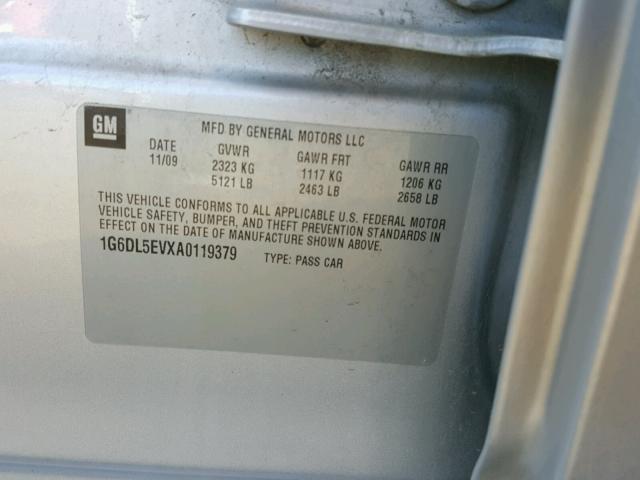 GM
MFD BY GENERAL MOTORS LLC
DATE GVWR GAWR FRT GAWR RR
11/09 2323 KG 1117 KG 1206 KG
5121 LB 2463 LB 2658 LB
THIS VEHICLE CONFORMS TO ALL APPLICABLE U.S. FEDERAL MOTOR
VEHICLE SAFETY, BUMPER, AND THEFT PREVENTION STANDARDS IN
EFFECT ON THE DATE OF MANUFACTURE SHOWN ABOVE.
1G6DL5EVXA0119379 TYPE: PASS CAR